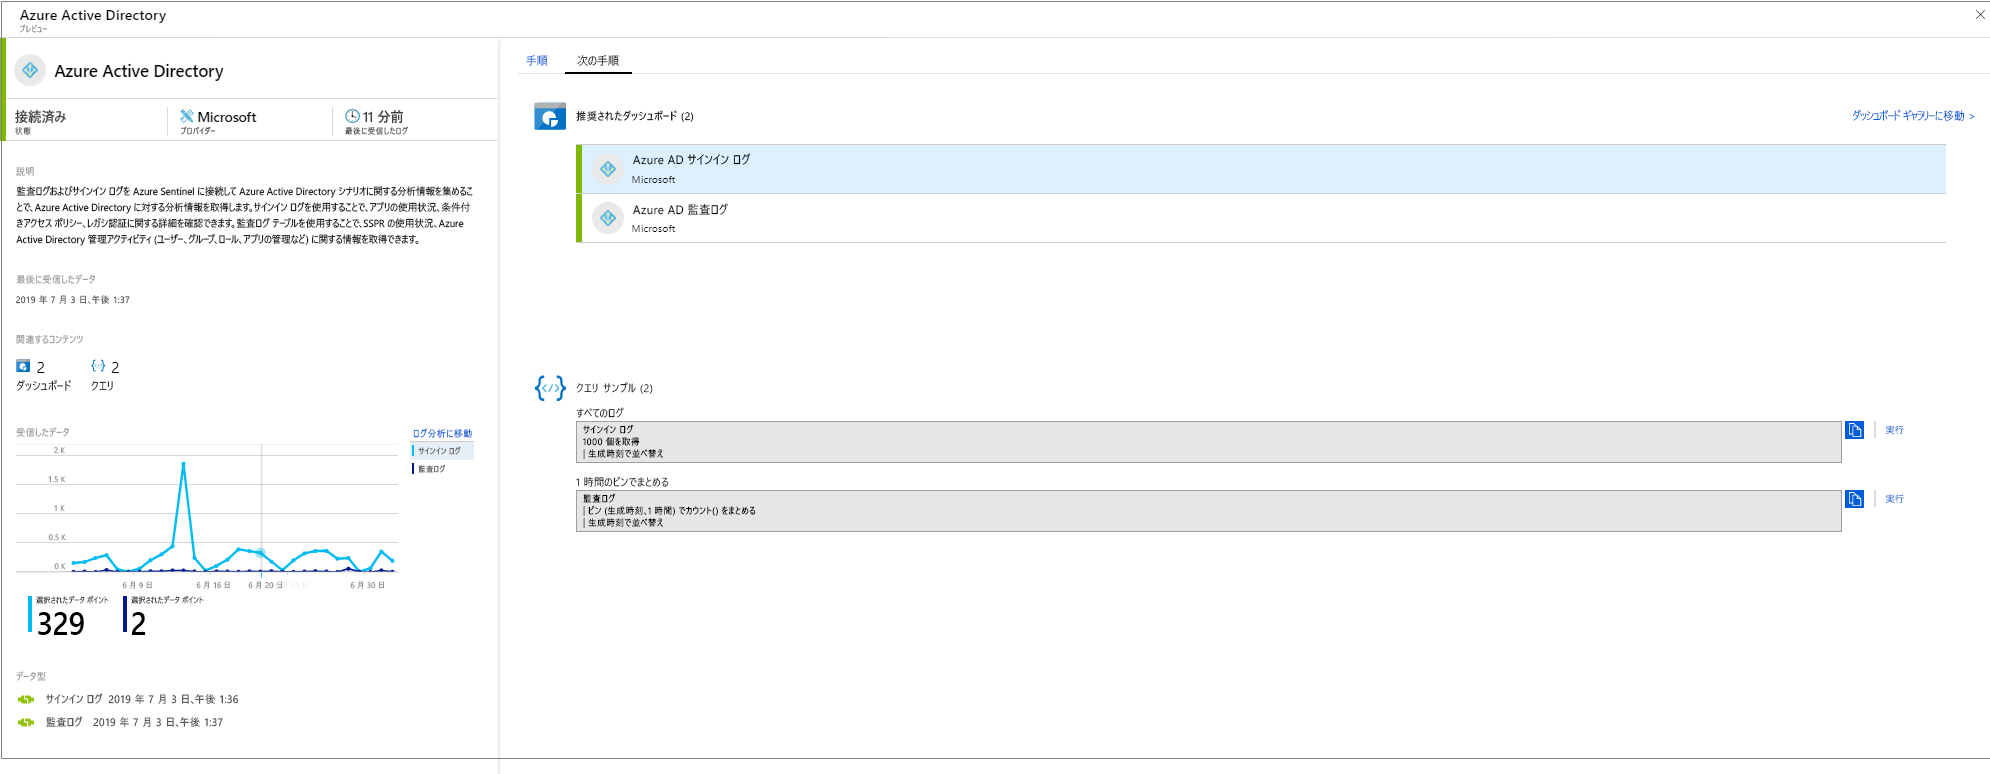 Azure Active Directory
プレビュー
Azure Active Directory
接続済み
状態
Microsoft
プロバイダー
11 分前
最後に受信したログ
説明
監査ログおよびサインイン ログを Azure Sentinel に接続して Azure Active Directory シナリオに関する分析情報を集めるこ
とで、Azure Active Directory に対する分析情報を取得します。サインイン ログを使用することで、アプリの使用状況、条件付
きアクセス ポリシー、レガシ認証に関する詳細を確認できます。監査ログ テーブルを使用することで、SSPR の使用状況、Azure
Active Directory 管理アクティビティ (ユーザー、グループ、ロール、アプリの管理など) に関する情報を取得できます。
最後に受信したデータ
2019 年 7 月 3 日、午後 1:37
関連するコンテンツ
2
ダッシュボード
2
クエリ
受信したデータ
ログ分析に移動
サインイン ログ
監査ログ
2 K
1.5 K
1 K
0.5 K
0 K
6 月 9 日
6 月 16 日
6 月 20 日
6 月 30 日
選択されたデータ ポイント
329
選択されたデータ ポイント
2
データ型
サインイン ログ 2019 年 7 月 3 日、午後 1:36
監査ログ 2019 年 7 月 3 日、午後 1:37
手順
次の手順
推奨されたダッシュボード (2)
ダッシュボード ギャラリーに移動 >
Azure AD サインイン ログ
Microsoft
Azure AD 監査ログ
Microsoft
クエリ サンプル (2)
すべてのログ
サインイン ログ
1000 個を取得
| 生成時刻で並べ替え
実行
1 時間のビンでまとめる
監査ログ
| ビン (生成時刻、1 時間) でカウント() をまとめる
| 生成時刻で並べ替え
実行